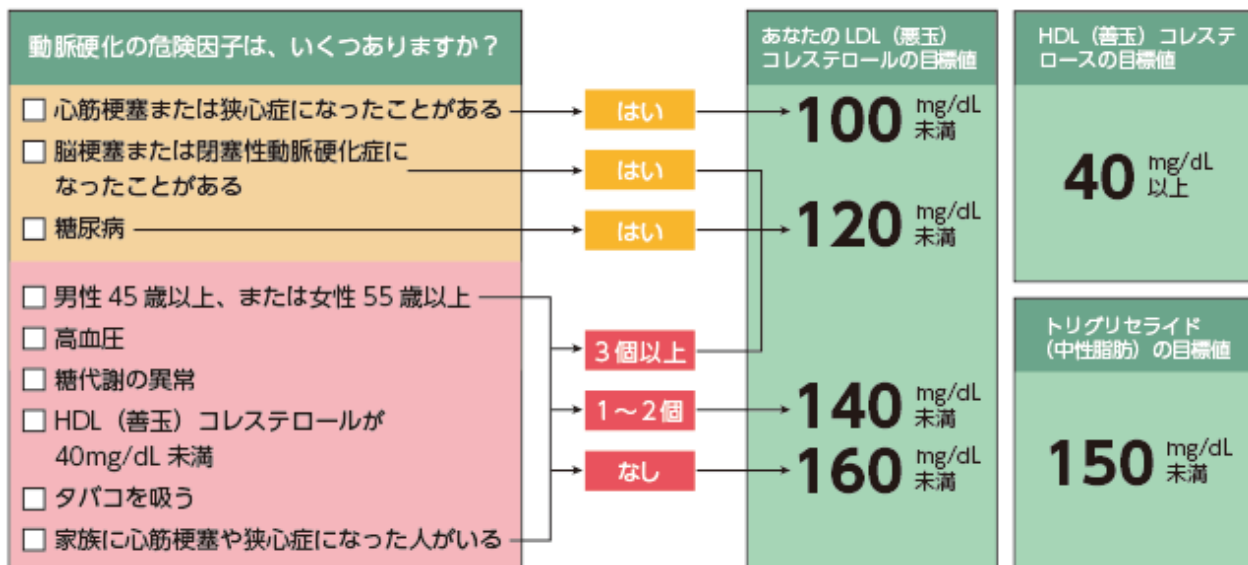 動脈硬化の危険因子は、いくつありますか？
□ 心筋梗塞または狭心症になったことがある
□ 脳梗塞または閉塞性動脈硬化症に
なったことがある
□ 糖尿病
□ 男性 45 歳以上、または女性 55 歳以上
□ 高血圧
□ 糖代謝の異常
□ HDL（善玉）コレステロールが
40mg/dL 未満
□ タバコを吸う
□ 家族に心筋梗塞や狭心症になった人がいる
はい
はい
はい
3個以上
1～2個
なし
あなたの LDL（悪玉）
コレステロールの目標値
100 mg/dL
未満
120 mg/dL
未満
140 mg/dL
未満
160 mg/dL
未満
HDL（善玉）コレステ
ロースの目標値
40 mg/dL
以上
トリグリセライド
（中性脂肪）の目標値
150 mg/dL
未満